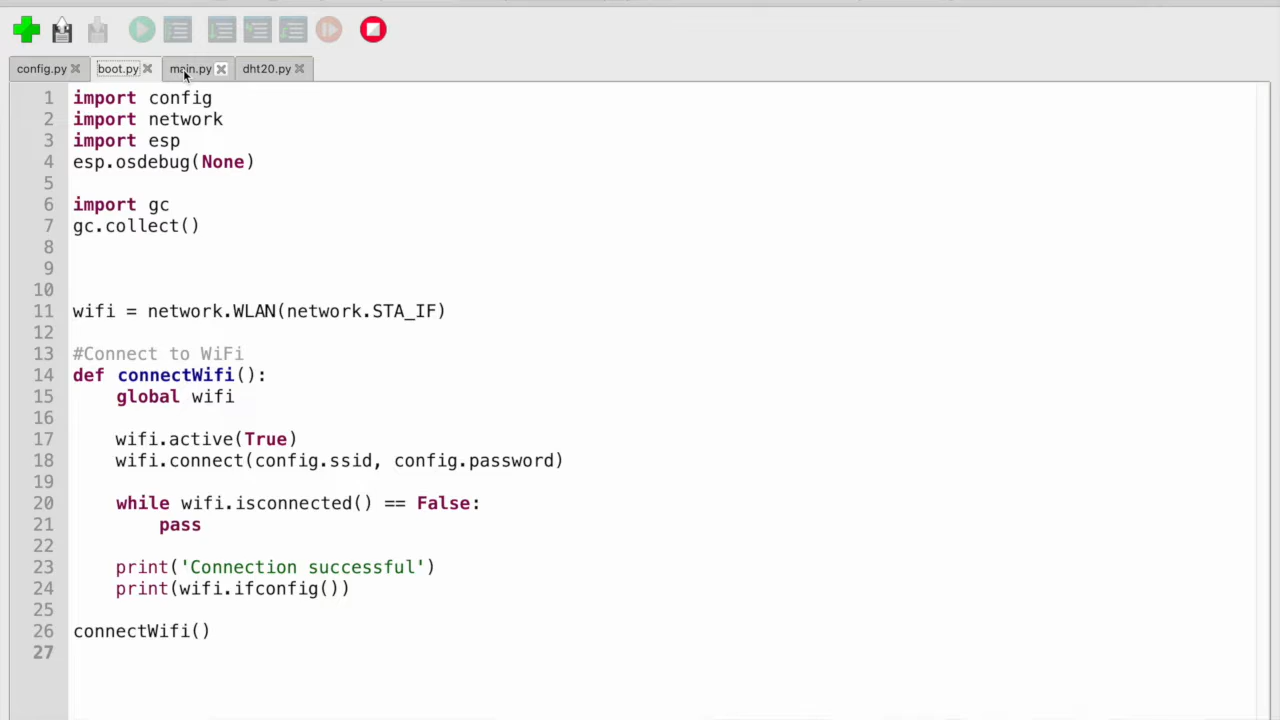 config.py boot.py main.py dht20.py
1 import config
2 import network
3 import esp
4 esp.osdebug(None)
5
6 import gc
7 gc.collect()
8
9
10
11 wifi = network.WLAN(network.STA_IF)
12
13 #Connect to WiFi
14 def connectWifi():
15     global wifi
16
17     wifi.active(True)
18     wifi.connect(config.ssid, config.password)
19
20     while wifi.isconnected() == False:
21         pass
22
23     print('Connection successful')
24     print(wifi.ifconfig())
25
26 connectWifi()
27